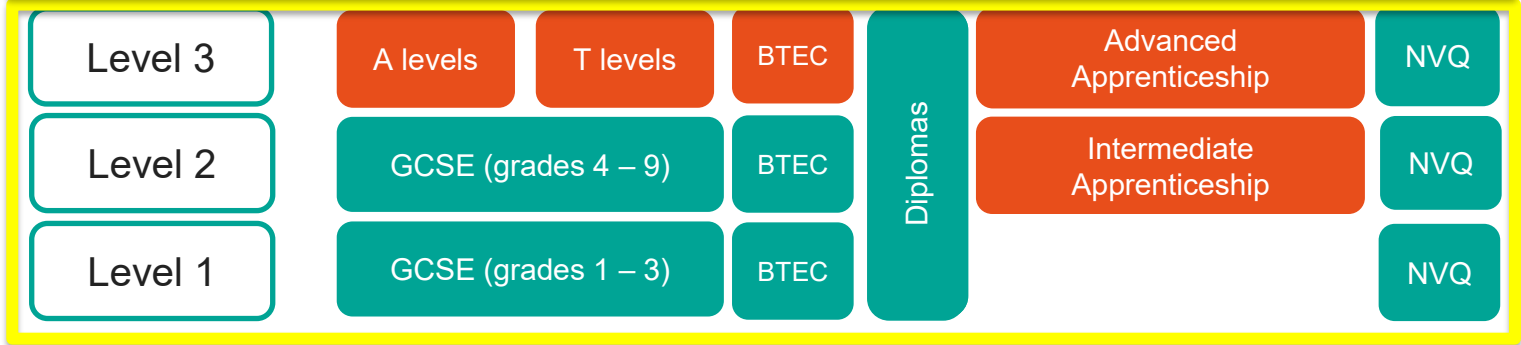 Level 3
A levels
T levels
BTEC
Advanced
Apprenticeship
NVQ
Level 2
GCSE (grades 4 – 9)
BTEC
Diplomas
Intermediate
Apprenticeship
NVQ
Level 1
GCSE (grades 1 – 3)
BTEC
NVQ